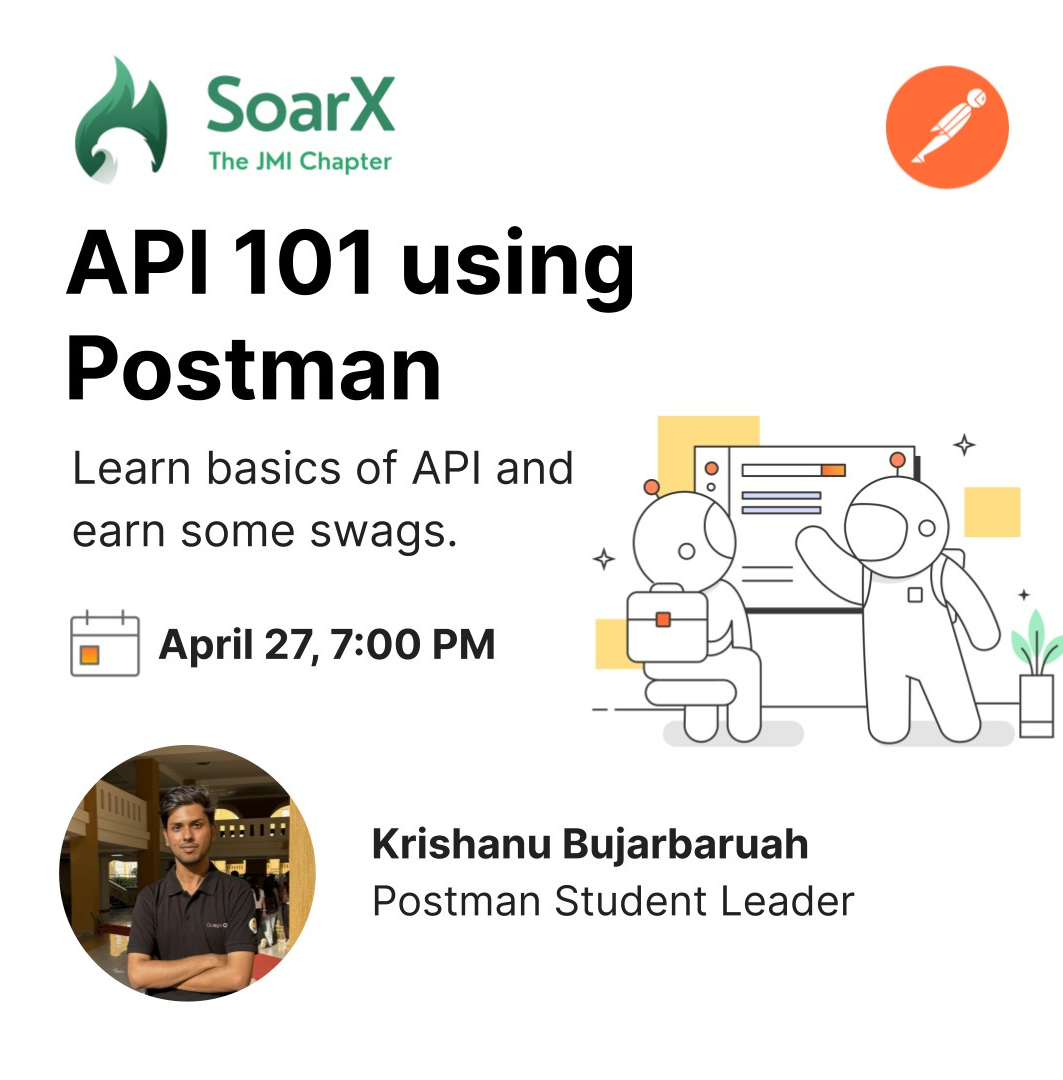 SoarX
The JMI Chapter
API 101 using
Postman
Learn basics of API and
earn some swags.
April 27, 7:00 PM
Krishanu Bujarbaruah
Postman Student Leader